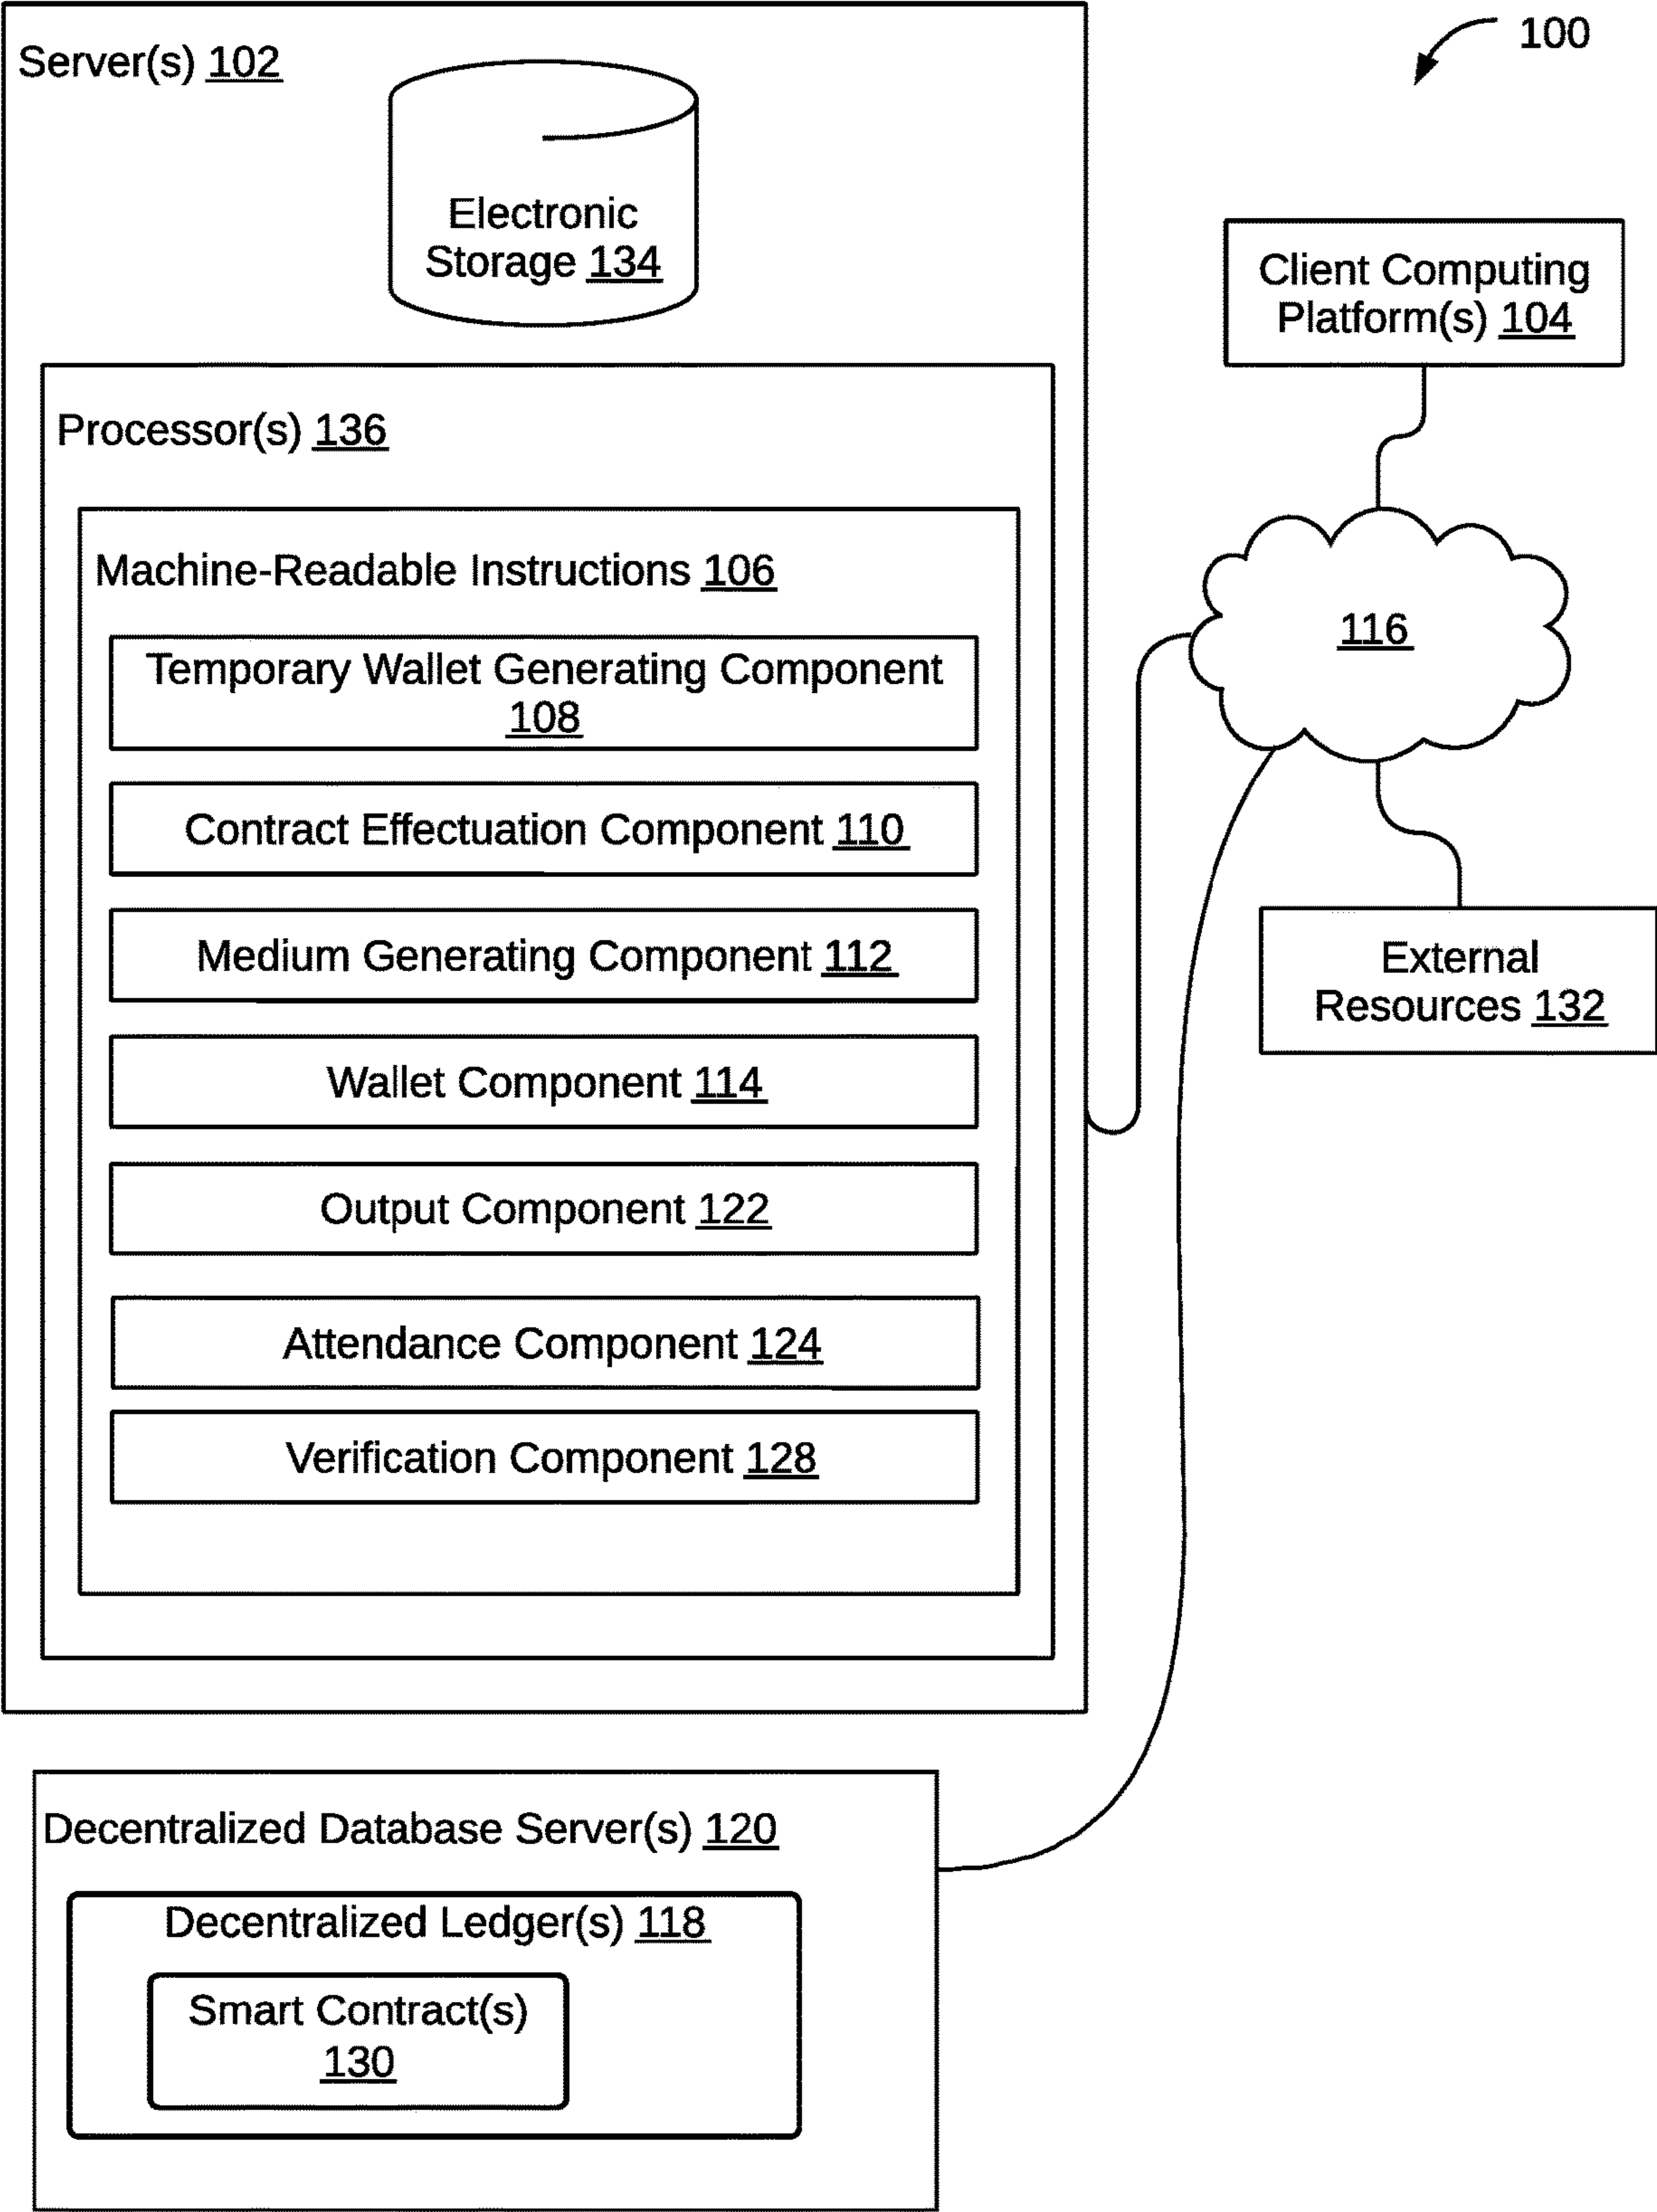 100
Server(s) 102
Electronic
Storage 134
Client Computing
Platform(s) 104
Processor(s) 136
Machine-Readable Instructions 106
116
Temporary Wallet Generating Component
108
Contract Effectuation Component 110
Medium Generating Component 112
External
Resources 132
Wallet Component 114
Output Component 122
Attendance Component 124
Verification Component 128
Decentralized Database Server(s) 120
Decentralized Ledger(s) 118
Smart Contract(s)
130